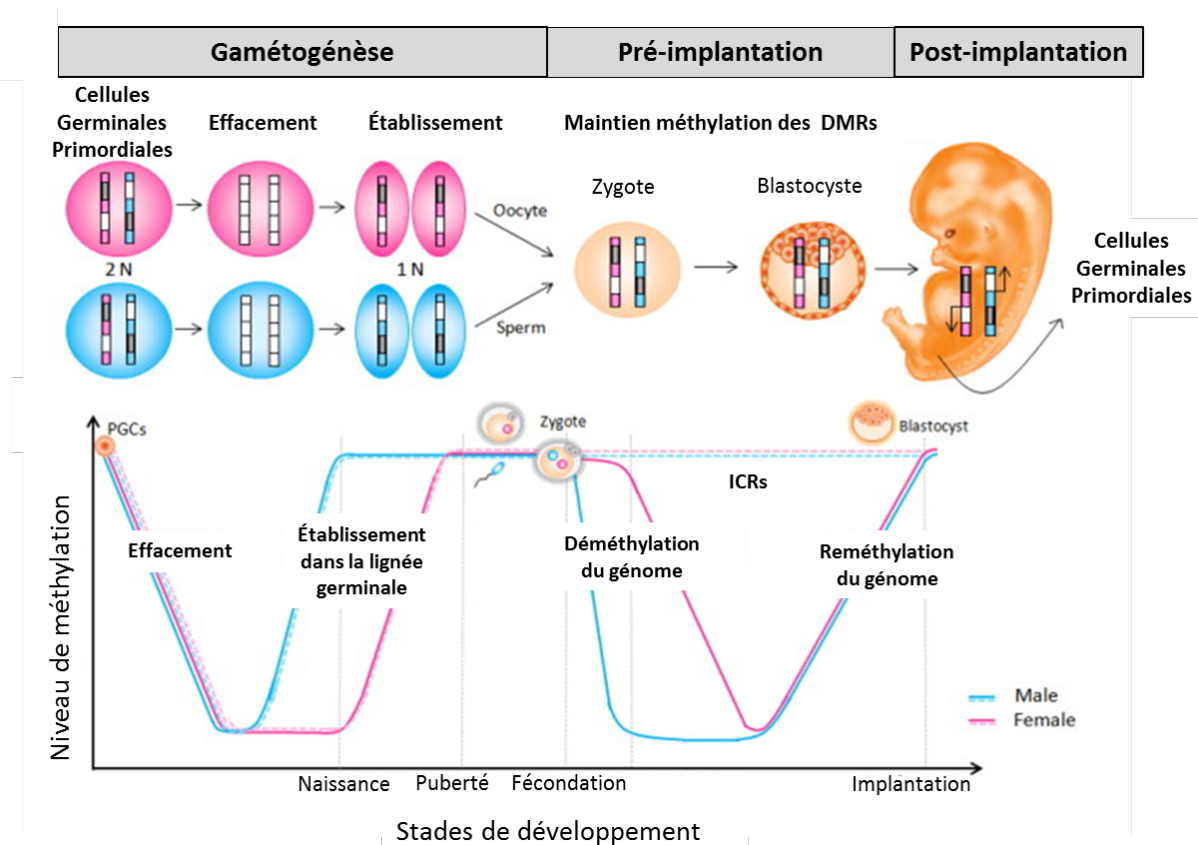 Gamétogénèse
Pré-implantation
Post-implantation
Cellules
Germinales
Primordiales
Effacement
Établissement
Maintien méthylation des DMRs
2 N
1 N
Oocyte
Sperm
Zygote
Blastocyste
Cellules
Germinales
Primordiales
Niveau de méthylation
PGCs
Zygote
Blastocyst
ICRs
Effacement
Établissement
dans la lignée
germinale
Déméthylation
du génome
Reméthylation
du génome
Male
Female
Naissance
Puberté
Fécondation
Implantation
Stades de développement